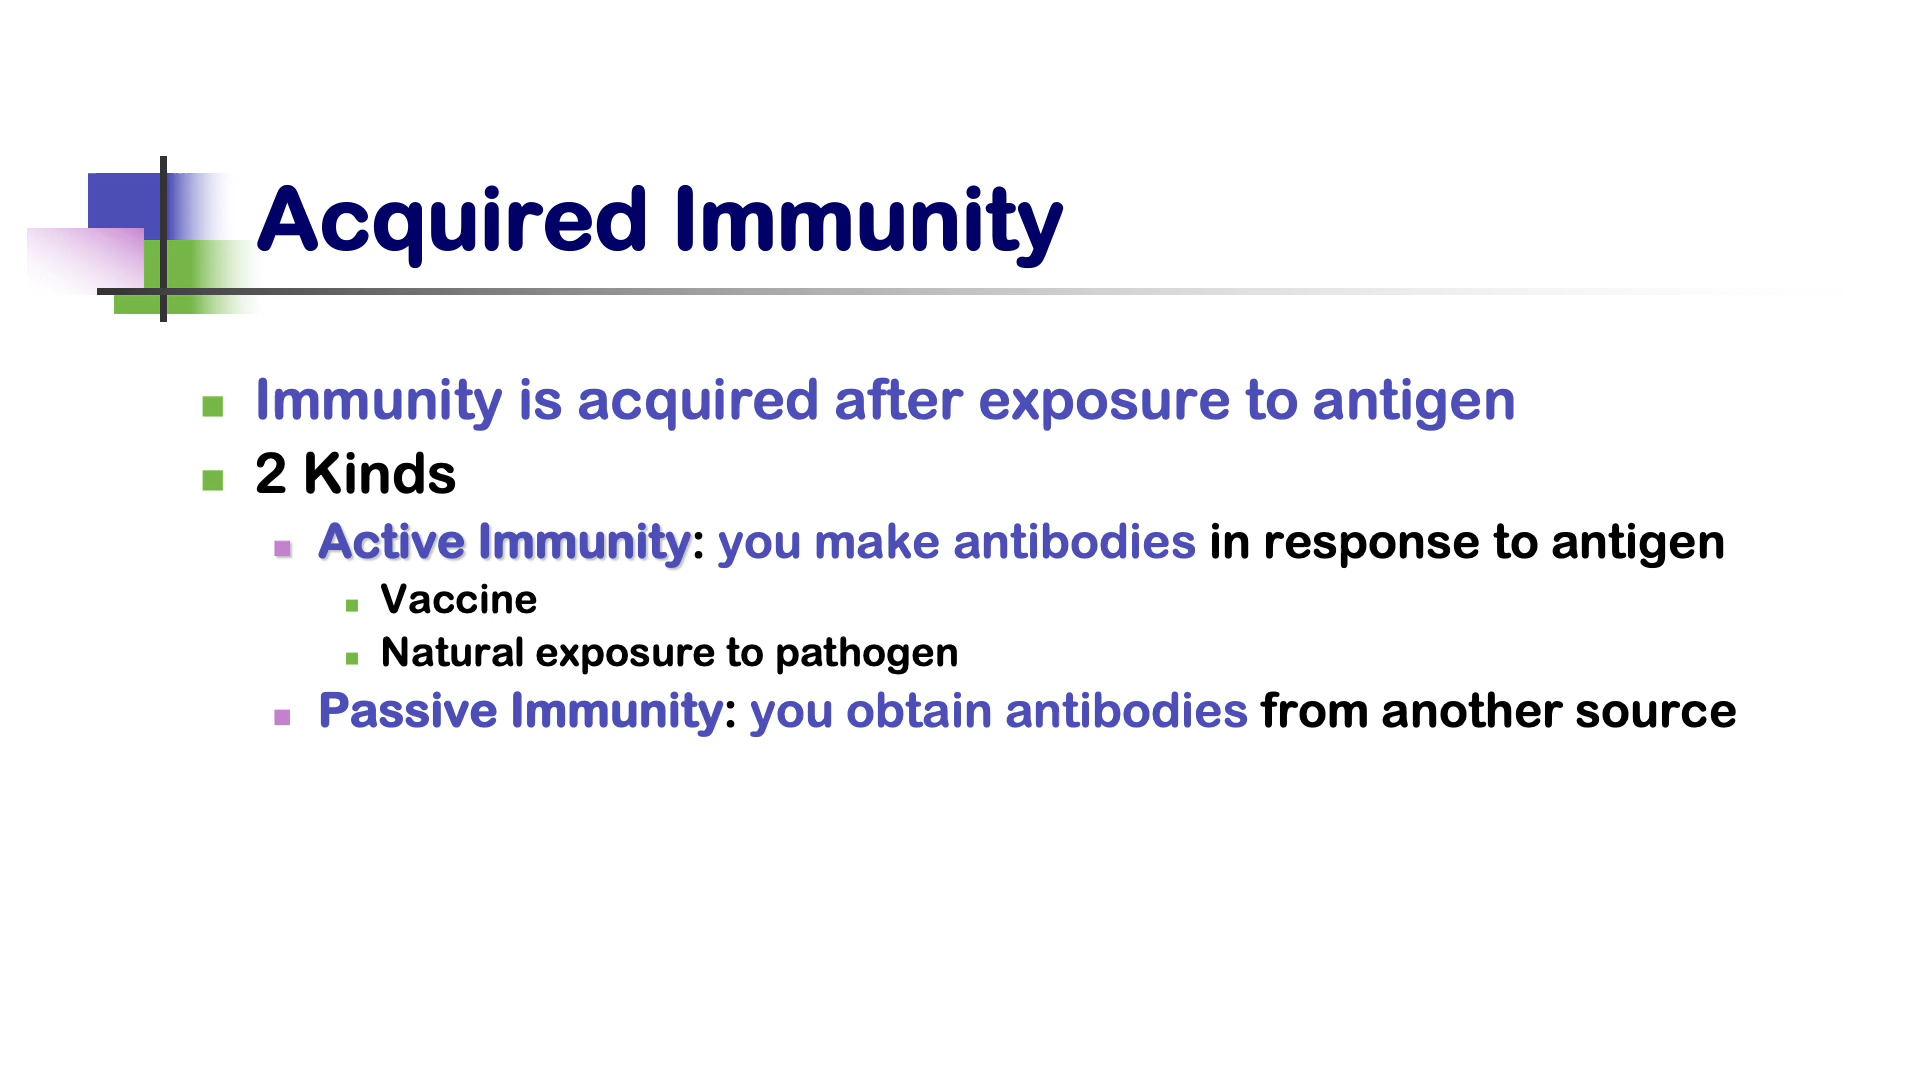 Acquired Immunity
Immunity is acquired after exposure to antigen
2 Kinds
Active Immunity: you make antibodies in response to antigen
Vaccine
Natural exposure to pathogen
Passive Immunity: you obtain antibodies from another source